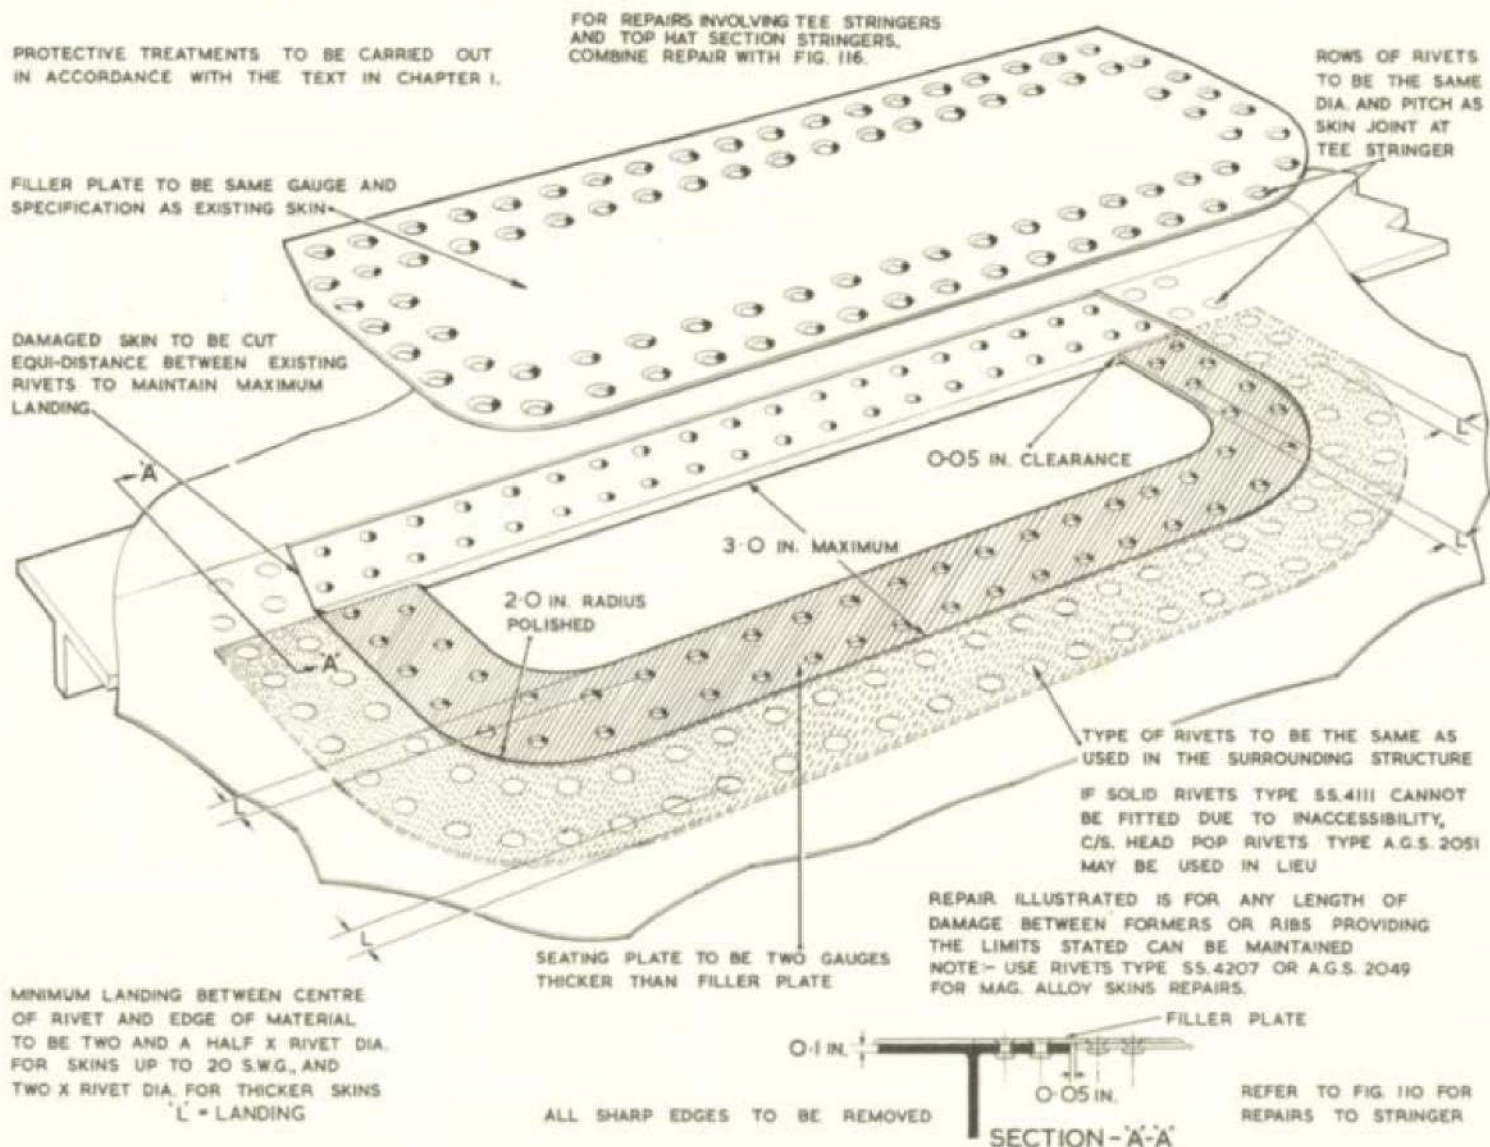 PROTECTIVE TREATMENTS TO BE CARRIED OUT
IN ACCORDANCE WITH THE TEXT IN CHAPTER 1.
FOR REPAIRS INVOLVING TEE STRINGERS
AND TOP HAT SECTION STRINGERS,
COMBINE REPAIR WITH FIG. 116.
ROWS OF RIVETS
TO BE THE SAME
DIA. AND PITCH AS
SKIN JOINT AT
TEE STRINGER
FILLER PLATE TO BE SAME GAUGE AND
SPECIFICATION AS EXISTING SKIN
DAMAGED SKIN TO BE CUT
EQUI-DISTANCE BETWEEN EXISTING
RIVETS TO MAINTAIN MAXIMUM
LANDING
'A'
L
0·05 IN. CLEARANCE
L
3·0 IN. MAXIMUM
2·0 IN. RADIUS
POLISHED
'A'
TYPE OF RIVETS TO BE THE SAME AS
USED IN THE SURROUNDING STRUCTURE
IF SOLID RIVETS TYPE SS.4111 CANNOT
BE FITTED DUE TO INACCESSIBILITY,
C/S. HEAD POP RIVETS TYPE A.G.S. 2051
MAY BE USED IN LIEU
L
L
REPAIR ILLUSTRATED IS FOR ANY LENGTH OF
DAMAGE BETWEEN FORMERS OR RIBS PROVIDING
THE LIMITS STATED CAN BE MAINTAINED
NOTE:- USE RIVETS TYPE SS.4207 OR A.G.S. 2049
FOR MAG. ALLOY SKINS REPAIRS.
SEATING PLATE TO BE TWO GAUGES
THICKER THAN FILLER PLATE
MINIMUM LANDING BETWEEN CENTRE
OF RIVET AND EDGE OF MATERIAL
TO BE TWO AND A HALF X RIVET DIA.
FOR SKINS UP TO 20 S.W.G., AND
TWO X RIVET DIA. FOR THICKER SKINS
'L' = LANDING
FILLER PLATE
0·1 IN.
0·05 IN.
ALL SHARP EDGES TO BE REMOVED
SECTION-'A'-'A'
REFER TO FIG. 110 FOR
REPAIRS TO STRINGER